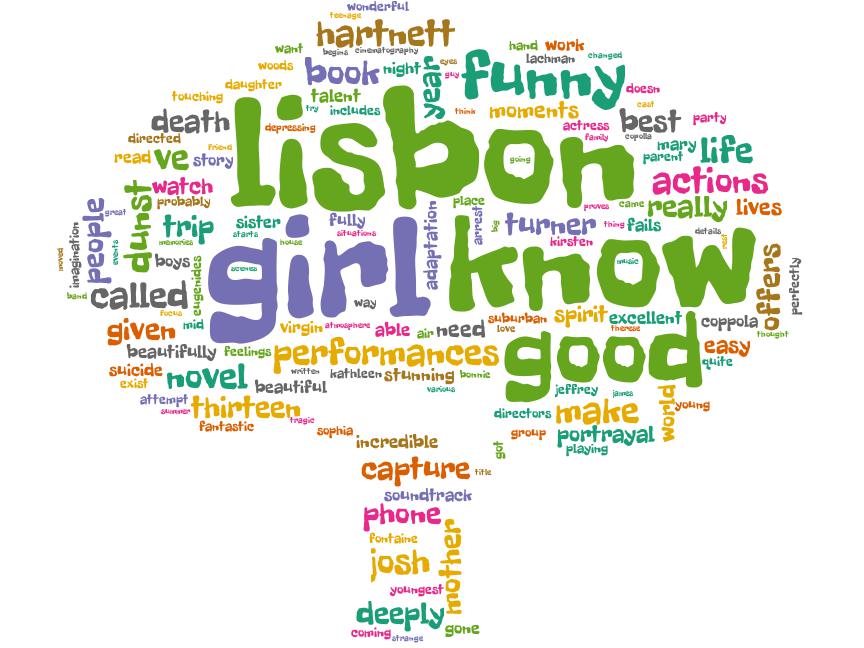 wonderful
teenage
hartnett
want
begins
cinematography
eyes
hand
work
changed
woods
book
night
year
guy
funny
lachman
doesn
daughter
touching
talent
try
includes
think
moments
cast
death
depressing
lisbon
actress
family
copolla
best
party
directed
friend
going
mary
life
read
ve
story
parent
watch
actions
probably
place
proves
came
really
lives
people
great
dunst
trip
memories
sister
starts
house
fully
situations
adaptation
arrest
big
turner
thing
fails
kirsten
details
rest
imagination
moved
events
boys
eugenides
girl
scenes
know
music
offers
perfectly
band
called
focus
way
given
mid
virgin
atmosphere
able
air
need
suburban
love
spirit
excellent
therese
coppola
thought
beautifully
feelings
performances
good
easy
quite
suicide
exist
novel
beautiful
written
kathleen
stunning
bonnie
various
attempt
summer
thirteen
tragic
fantastic
jeffrey
james
directors
make
world
young
sophia
incredible
got
group
portrayal
playing
capture
title
soundtrack
phone
fontaine
josh
mother
youngest
deeply
coming
strange
gone